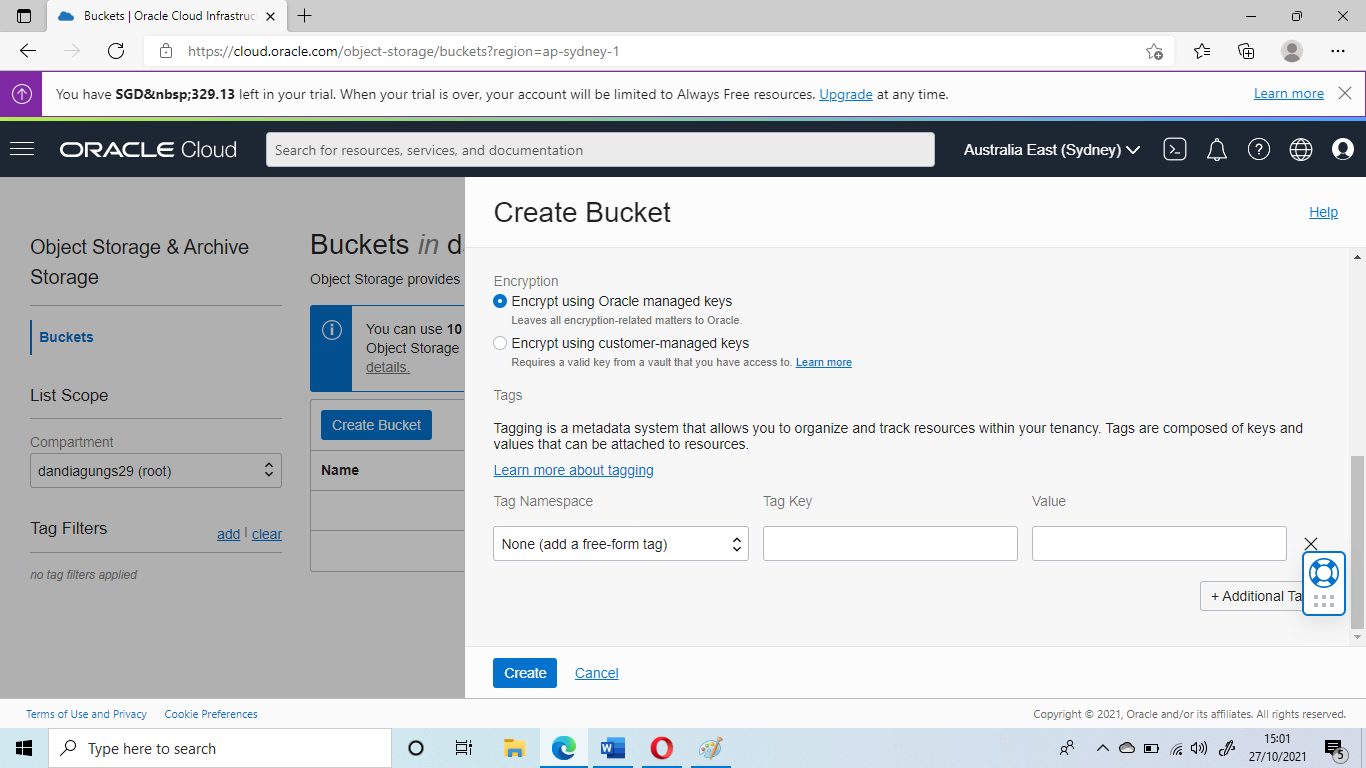 Buckets | Oracle Cloud Infrastruc
https://cloud.oracle.com/object-storage/buckets?region=ap-sydney-1
You have SGD&nbsp;329.13 left in your trial. When your trial is over, your account will be limited to Always Free resources. Upgrade at any time.
Learn more
ORACLE Cloud
Search for resources, services, and documentation
Australia East (Sydney)
Object Storage & Archive
Storage
Buckets
List Scope
Compartment
dandiagungs29 (root)
Tag Filters
add | clear
no tag filters applied
Buckets in d
Object Storage provides
You can use 10
Object Storage
details.
Create Bucket
Name
Create Bucket
Help
Encryption
Encrypt using Oracle managed keys
Leaves all encryption-related matters to Oracle.
Encrypt using customer-managed keys
Requires a valid key from a vault that you have access to. Learn more
Tags
Tagging is a metadata system that allows you to organize and track resources within your tenancy. Tags are composed of keys and
values that can be attached to resources.
Learn more about tagging
Tag Namespace
Tag Key
Value
None (add a free-form tag)
+ Additional Ta
Create
Cancel
Terms of Use and Privacy
Cookie Preferences
Copyright © 2021, Oracle and/or its affiliates. All rights reserved.
Type here to search
15:01
27/10/2021
5